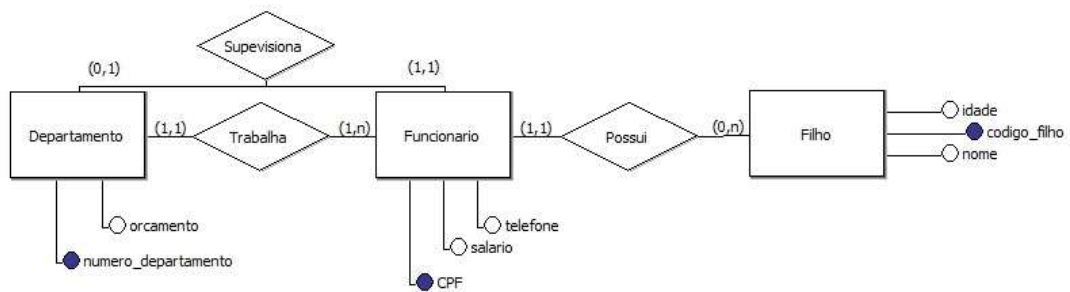 Supevisiona
(0,1)
(1,1)
Departamento
(1,1)
Trabalha
(1,n)
Funcionario
(1,1)
Possui
(0,n)
Filho
idade
codigo_filho
nome
orcamento
numero_departamento
telefone
salario
CPF